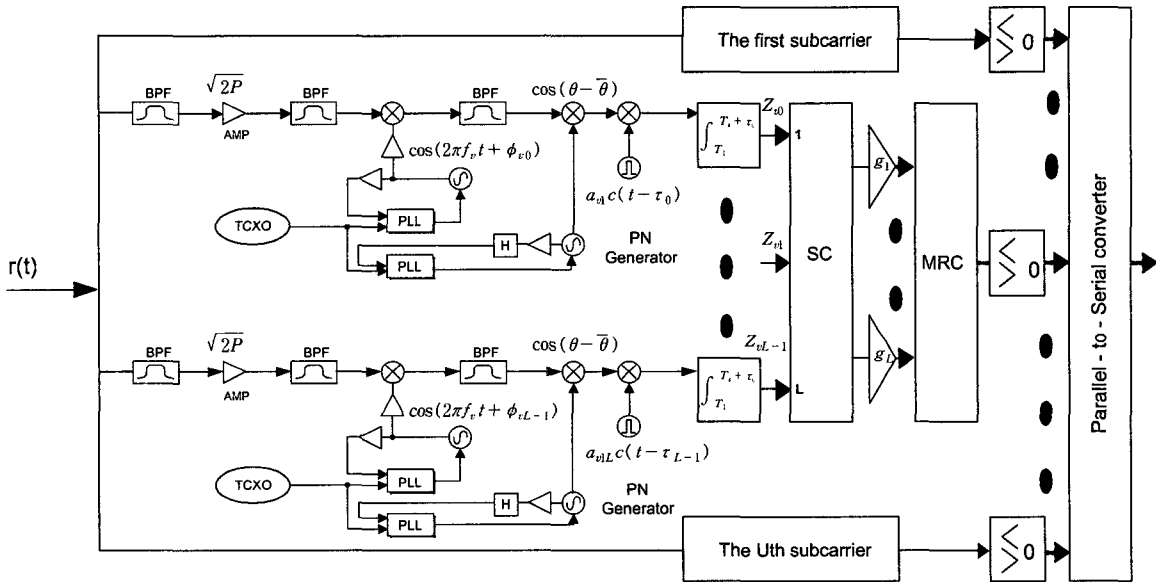 The first subcarrier
0
BPF
√2P
AMP
BPF
BPF
cos(θ−θ̅)
cos(2πf_v t + ϕ_v0)
a_v1 c(t−τ_0)
TCXO
PLL
PLL
H
PN
Generator
Z_v0
1
g_1
Z_v1
SC
MRC
0
r(t)
Parallel - to - Serial converter
BPF
√2P
AMP
BPF
BPF
cos(θ−θ̅)
cos(2πf_v t + ϕ_vL−1)
a_v1L c(t−τ_L−1)
TCXO
PLL
PLL
H
PN
Generator
Z_vL−1
L
g_L
The Uth subcarrier
0